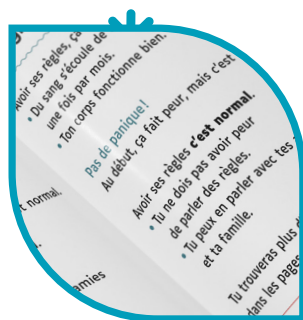 g
Avoir ses règles, ça
• Du sang s'écoule de
une fois par mois.
• Ton corps fonctionne bien.
Pas de panique !
Au début, ça fait peur, mais c'est
Avoir ses règles c'est normal.
• Tu ne dois pas avoir peur
de parler des règles.
• Tu peux en parler avec tes
et ta famille.
Tu trouveras plus
dans les pages
t normal.
amies